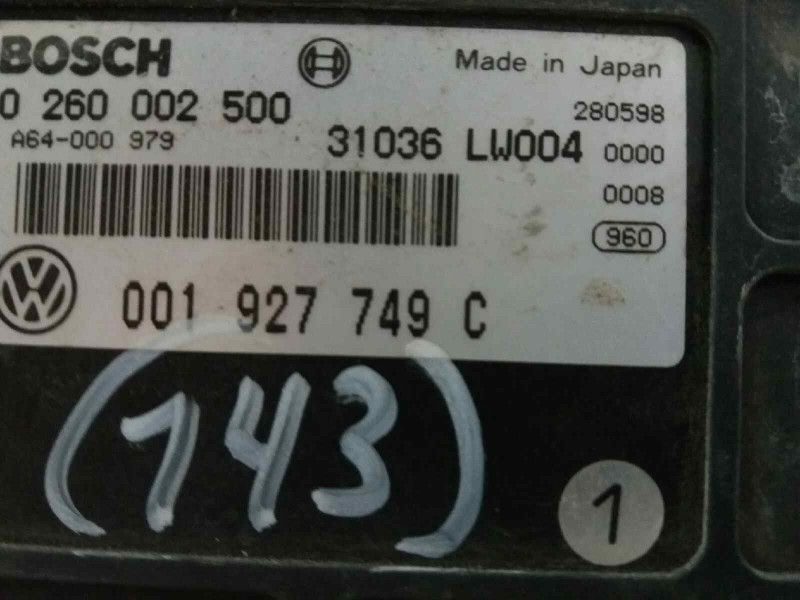 BOSCH
Made in Japan
0 260 002 500
280598
A64-000 979
31036 LW004
0000
0008
960
VW
001 927 749 C
(143)
1